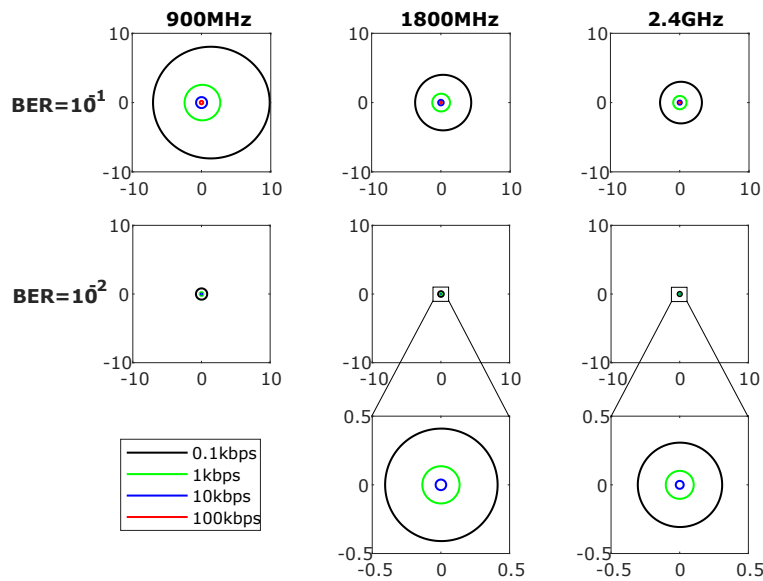 900MHz 1800MHz 2.4GHz
10 10 10
BER=10-1 0 0 0
-10 -10 -10
-10 0 10 -10 0 10 -10 0 10
10 10 10
BER=10-2 0 0 0
-10 -10 -10
-10 0 10 -10 0 10 -10 0 10
0.5 0.5
0.1kbps
1kbps
0 0
10kbps
100kbps
-0.5 -0.5
-0.5 0 0.5 -0.5 0 0.5